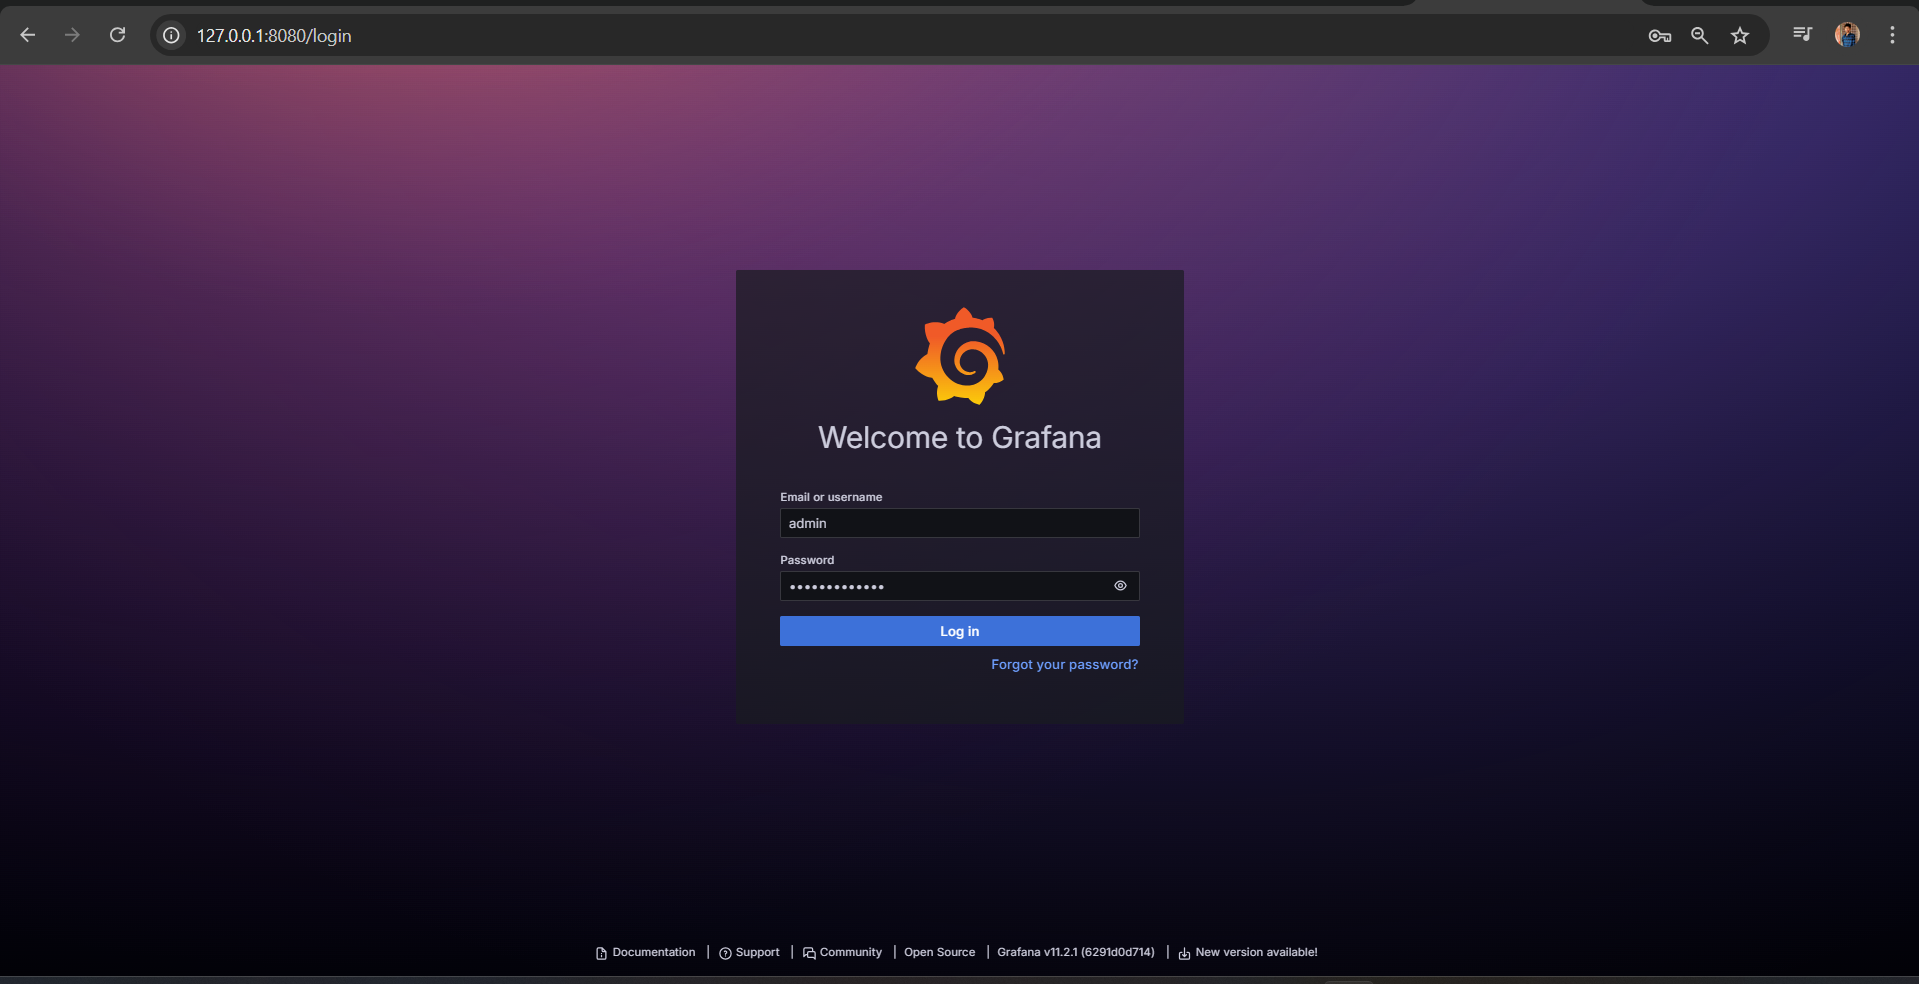 127.0.0.1:8080/login
Welcome to Grafana
Email or username
admin
Password
•••••••••••••
Log in
Forgot your password?
Documentation | Support | Community | Open Source | Grafana v11.2.1 (6291d0d714) | New version available!